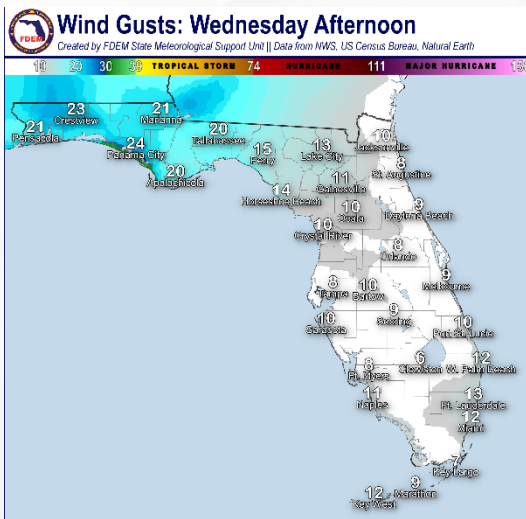 FDEM
Wind Gusts: Wednesday Afternoon
Created by FDEM State Meteorological Support Unit || Data from NWS, US Census Bureau, Natural Earth
10 20 30 39 TROPICAL STORM 74 HURRICANE 111 MAJOR HURRICANE
23
Crestview
21
Marianna
21
Pensacola
24
Panama City
20
Tallahassee
20
Apalachicola
15
Perry
13
Lake City
10
Jacksonville
8
St. Augustine
14
Horseshoe Beach
11
Gainesville
10
Ocala
9
Daytona Beach
10
Crystal River
8
Orlando
9
Melbourne
8
Tampa
10
Bartow
10
Sarasota
9
Sebring
10
Port St. Lucie
8
Ft. Myers
6
Clewiston
12
W. Palm Beach
11
Naples
13
Ft. Lauderdale
12
Miami
7
Key Largo
9
Marathon
12
Key West